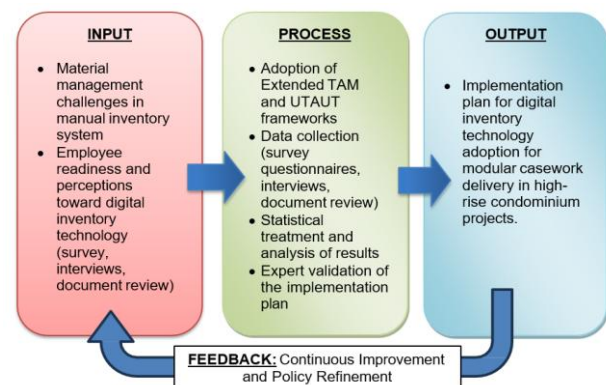 INPUT
• Material
management
challenges in
manual inventory
system
• Employee
readiness and
perceptions
toward digital
inventory
technology
(survey,
interviews,
document review)
PROCESS
• Adoption of
Extended TAM
and UTAUT
frameworks
• Data collection
(survey
questionnaires,
interviews,
document review)
• Statistical
treatment and
analysis of results
• Expert validation of
the implementation
plan
OUTPUT
• Implementation
plan for digital
inventory
technology
adoption for
modular casework
delivery in high-
rise condominium
projects.
FEEDBACK: Continuous Improvement
and Policy Refinement